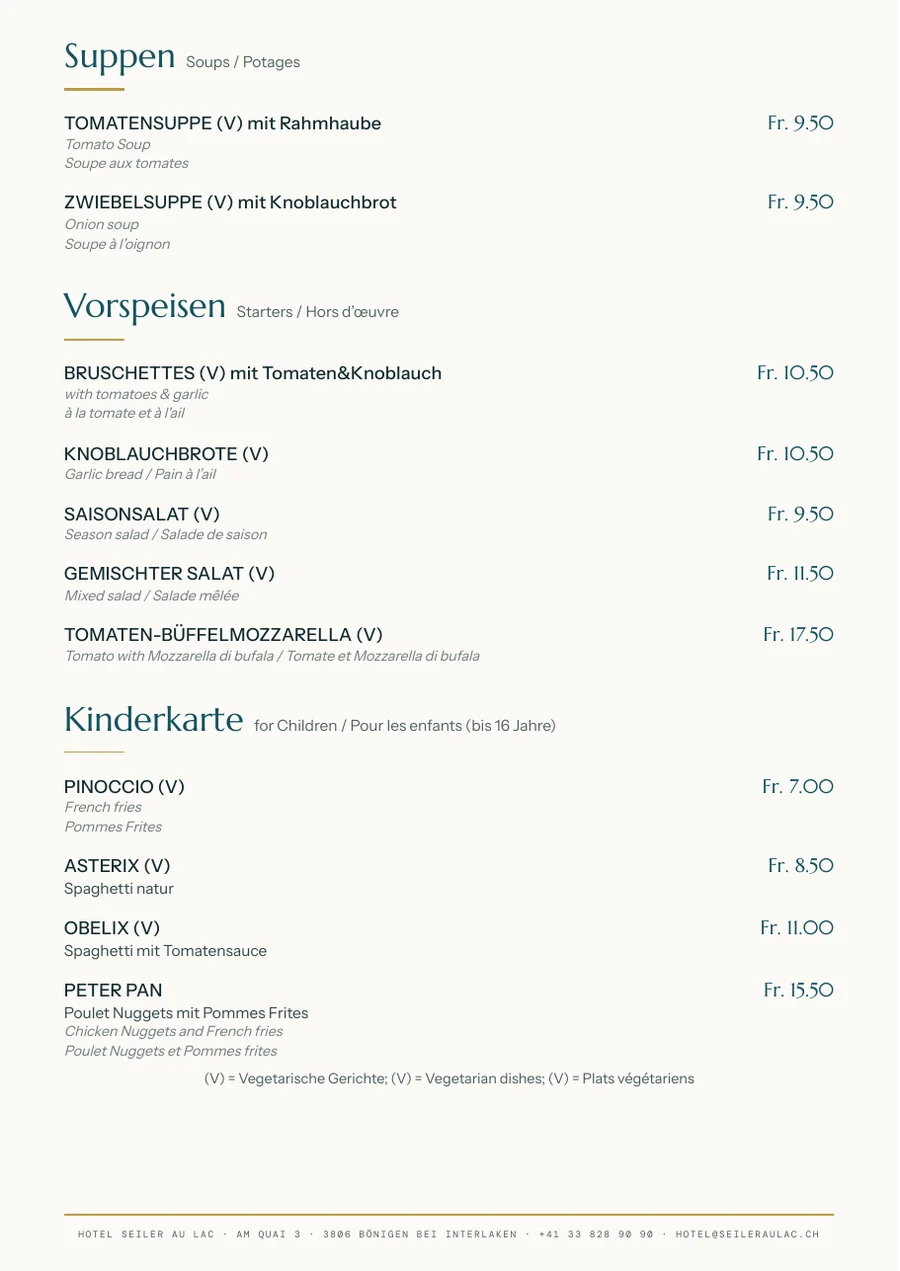 Suppen Soups / Potages
TOMATENSUPPE (V) mit Rahmhaube Fr. 9.50
Tomato Soup
Soupe aux tomates
ZWIEBELSUPPE (V) mit Knoblauchbrot Fr. 9.50
Onion soup
Soupe à l'oignon
Vorspeisen Starters / Hors d'œuvre
BRUSCHETTES (V) mit Tomaten&Knoblauch Fr. 10.50
with tomatoes & garlic
à la tomate et à l'ail
KNOBLAUCHBROTE (V) Fr. 10.50
Garlic bread / Pain à l'ail
SAISONSALAT (V) Fr. 9.50
Season salad / Salade de saison
GEMISCHTER SALAT (V) Fr. 11.50
Mixed salad / Salade mêlée
TOMATEN-BÜFFELMOZZARELLA (V) Fr. 17.50
Tomato with Mozzarella di bufala / Tomate et Mozzarella di bufala
Kinderkarte for Children / Pour les enfants (bis 16 Jahre)
PINOCCIO (V) Fr. 7.00
French fries
Pommes Frites
ASTERIX (V) Fr. 8.50
Spaghetti natur
OBELIX (V) Fr. 11.00
Spaghetti mit Tomatensauce
PETER PAN Fr. 15.50
Poulet Nuggets mit Pommes Frites
Chicken Nuggets and French fries
Poulet Nuggets et Pommes frites
(V) = Vegetarische Gerichte; (V) = Vegetarian dishes; (V) = Plats végétariens
HOTEL SEILER AU LAC · AM QUAI 3 · 3806 BÖNIGEN BEI INTERLAKEN · +41 33 828 90 90 · HOTEL@SEILERAULAC.CH